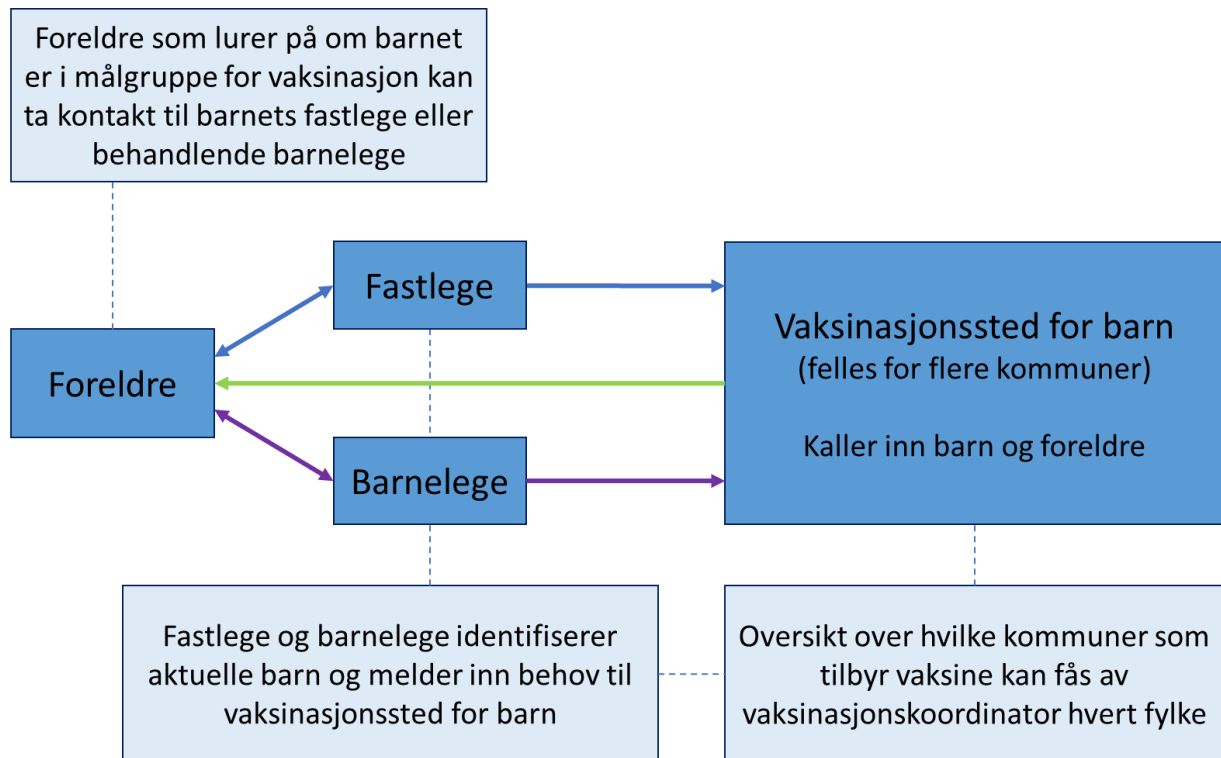 Foreldre som lurer på om barnet
er i målgruppe for vaksinasjon kan
ta kontakt til barnets fastlege eller
behandlende barnelege
Fastlege
Foreldre
Barnelege
Vaksinasjonssted for barn
(felles for flere kommuner)
Kaller inn barn og foreldre
Fastlege og barnelege identifiserer
aktuelle barn og melder inn behov til
vaksinasjonssted for barn
Oversikt over hvilke kommuner som
tilbyr vaksine kan fås av
vaksinasjonskoordinator hvert fylke